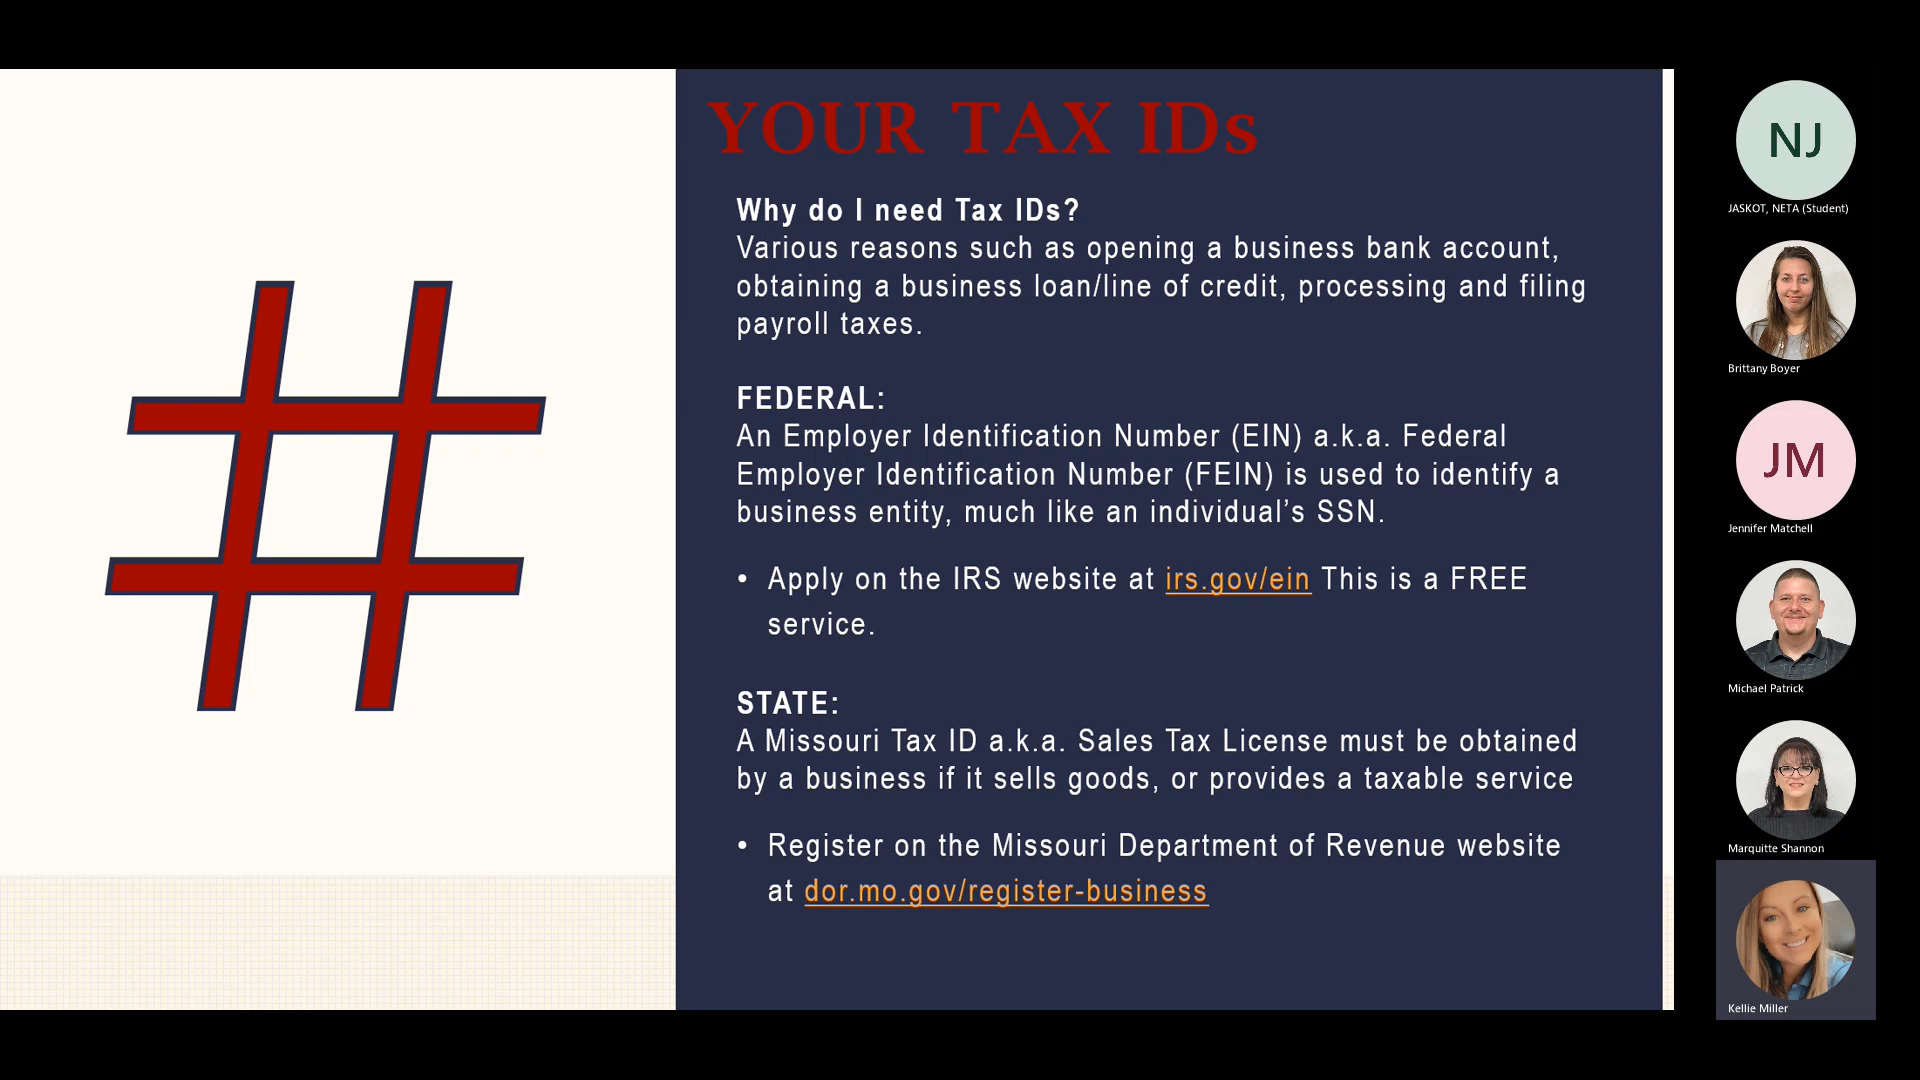 YOUR TAX IDs
Why do I need Tax IDs?
Various reasons such as opening a business bank account,
obtaining a business loan/line of credit, processing and filing
payroll taxes.
FEDERAL:
An Employer Identification Number (EIN) a.k.a. Federal
Employer Identification Number (FEIN) is used to identify a
business entity, much like an individual’s SSN.
• Apply on the IRS website at irs.gov/ein This is a FREE
service.
STATE:
A Missouri Tax ID a.k.a. Sales Tax License must be obtained
by a business if it sells goods, or provides a taxable service
• Register on the Missouri Department of Revenue website
at dor.mo.gov/register-business
#
NJ
JASKOT, NETA (Student)
Brittany Boyer
JM
Jennifer Matchell
Michael Patrick
Marquitte Shannon
Kellie Miller